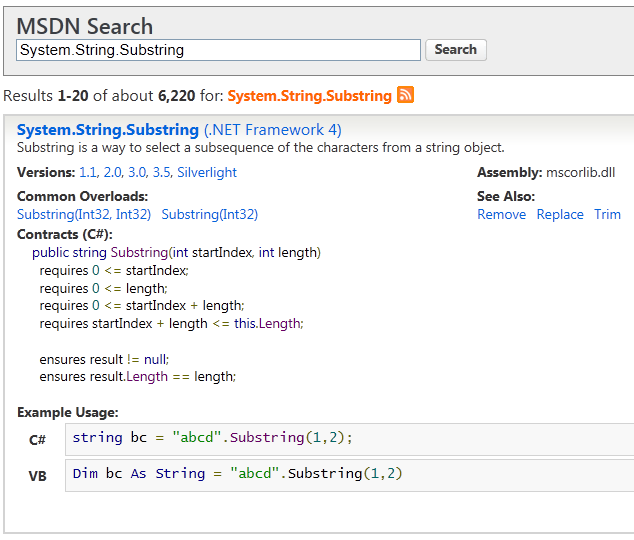 MSDN Search
System.String.Substring Search
Results 1-20 of about 6,220 for: System.String.Substring
System.String.Substring (.NET Framework 4)
Substring is a way to select a subsequence of the characters from a string object.
Versions: 1.1, 2.0, 3.0, 3.5, Silverlight Assembly: mscorlib.dll
Common Overloads: See Also:
Substring(Int32, Int32) Substring(Int32) Remove Replace Trim
Contracts (C#):
public string Substring(int startIndex, int length)
requires 0 <= startIndex;
requires 0 <= length;
requires 0 <= startIndex + length;
requires startIndex + length <= this.Length;
ensures result != null;
ensures result.Length == length;
Example Usage:
C# string bc = "abcd".Substring(1,2);
VB Dim bc As String = "abcd".Substring(1,2)